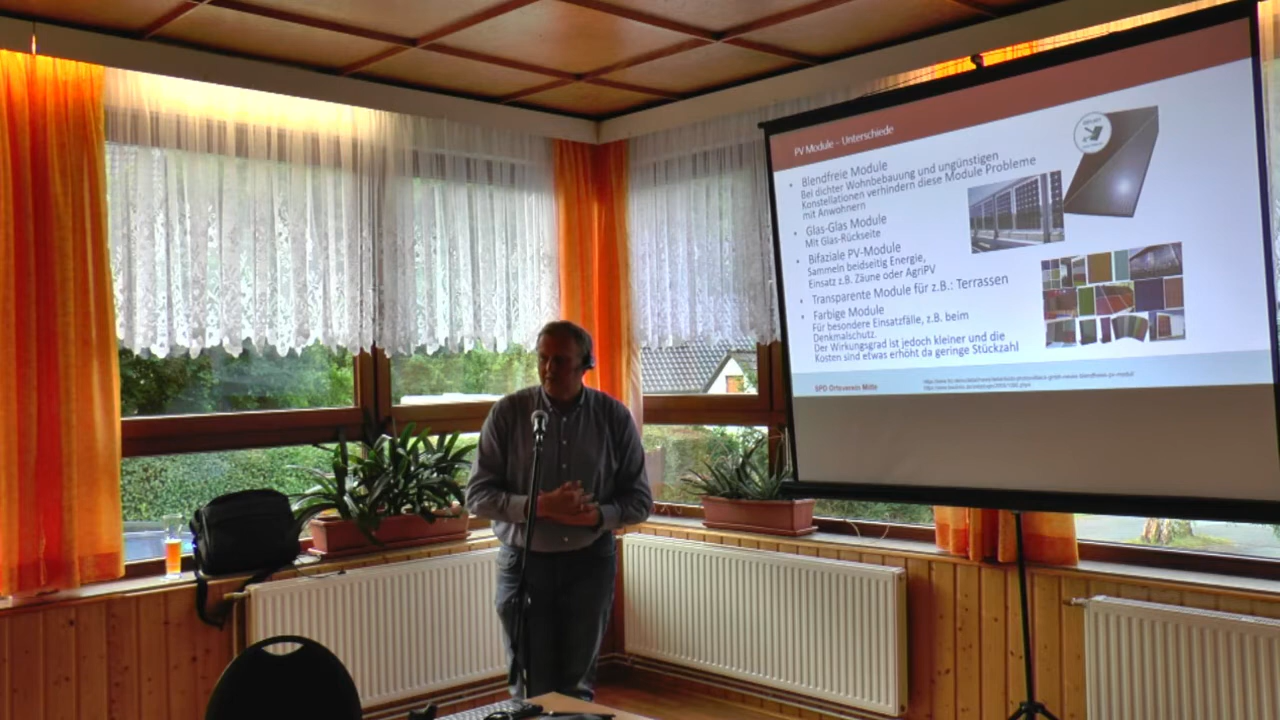 PV Module – Unterschiede
• Blendfreie Module
Bei dichter Wohnbebauung und ungünstigen
Konstellationen verhindern diese Module Probleme
mit Anwohnern
• Glas-Glas Module
Mit Glas-Rückseite
• Bifaziale PV-Module
Sammeln beidseitig Energie,
Einsatz z.B. Zäune oder AgriPV
• Transparente Module für z.B.: Terrassen
• Farbige Module
Für besondere Einsatzfälle, z.B. beim
Denkmalschutz.
Der Wirkungsgrad ist jedoch kleiner und die
Kosten sind etwas erhöht da geringe Stückzahl
SPD Ortsverein Mitte